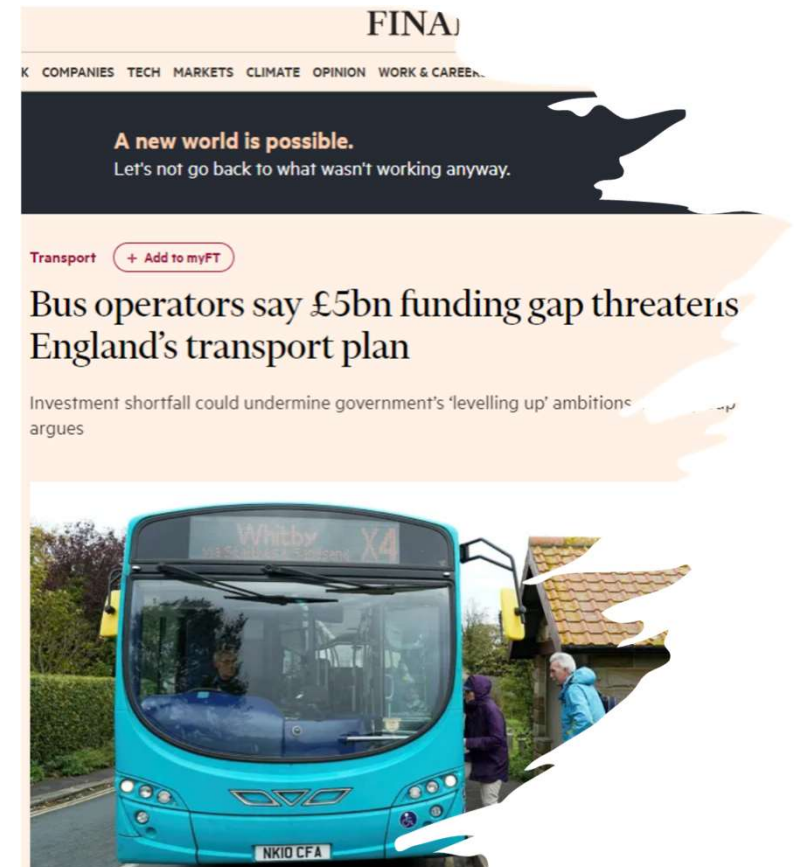 COMPANIES TECH MARKETS CLIMATE OPINION WORK &
A new world is possible.
Let's not go back to what wasn't working anyway.
Transport + Add to myFT
Bus operators say £5bn funding gap threatens
England's transport plan
Investment shortfall could undermine government's 'levelling up' ambitions
argues
Whitby X4
NK10 CFA